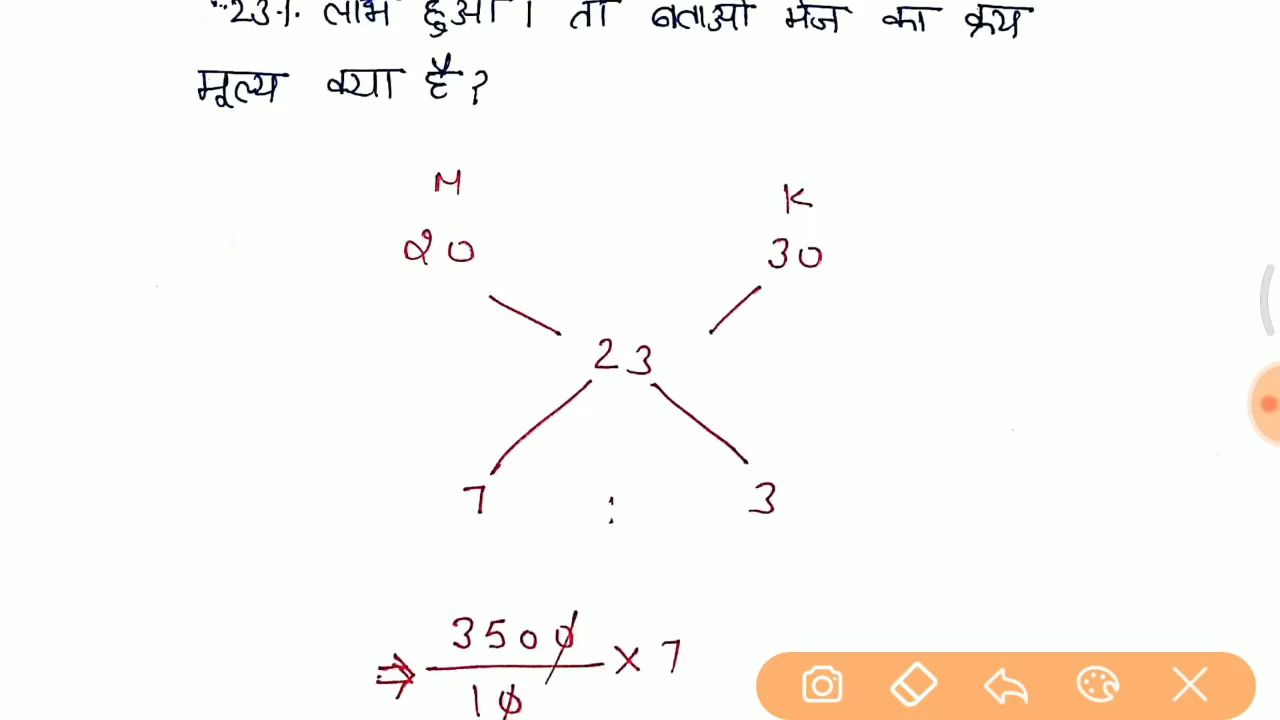 23% लाभ हुआ। तो बताओ मेज का क्रय
मूल्य क्या है?
M K
20 30
23
7 : 3
⇒ 3500/10 × 7